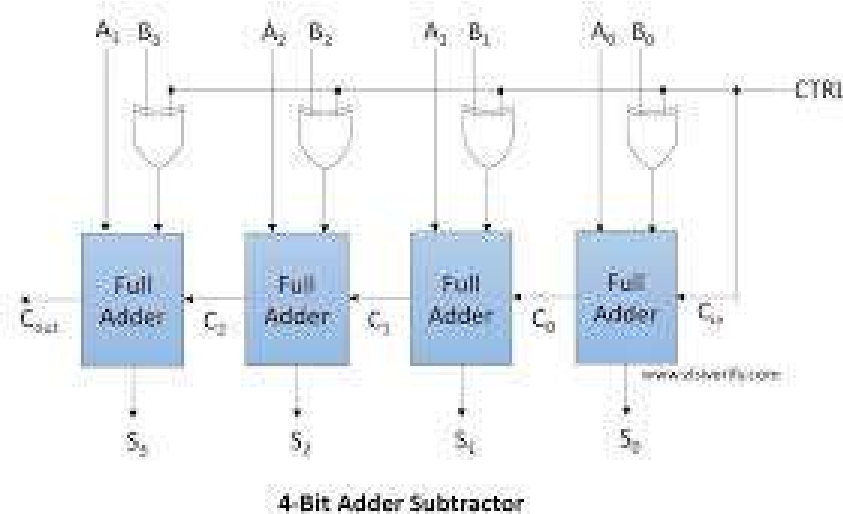 A₃ B₃ A₂ B₂ A₁ B₁ A₀ B₀
CTRL
Full Adder
Full Adder
Full Adder
Full Adder
Cₒᵤₜ C₂ C₁ C₀ Cᵢₙ
www.vlsiverify.com
S₃ S₂ S₁ S₀
4-Bit Adder Subtractor